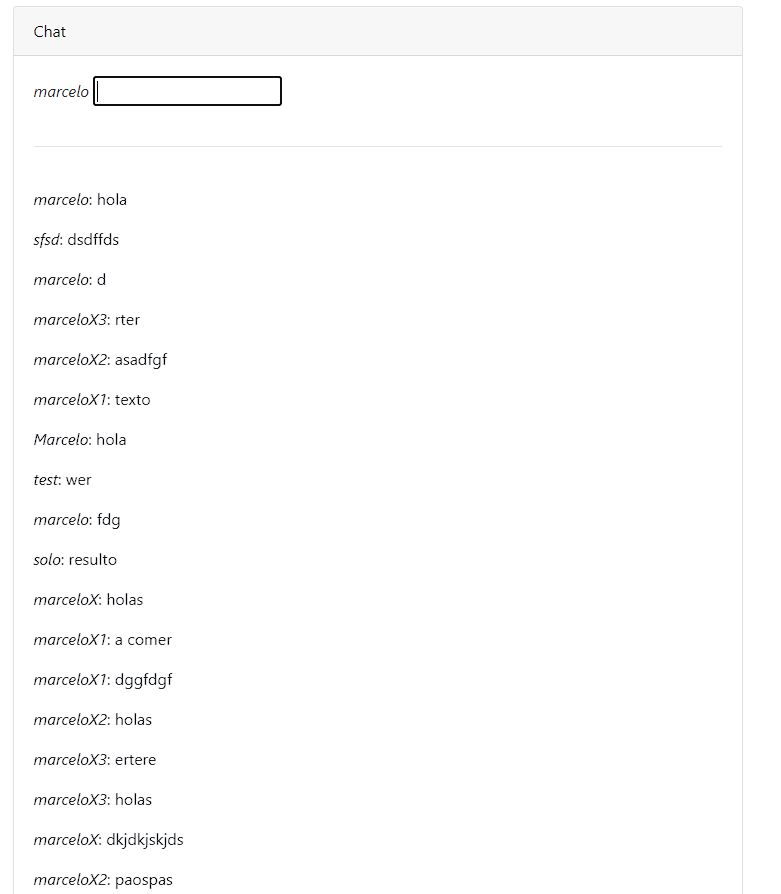 Chat
marcelo
marcelo: hola
sfsd: dsdffds
marcelo: d
marceloX3: rter
marceloX2: asadfgf
marceloX1: texto
Marcelo: hola
test: wer
marcelo: fdg
solo: resulto
marceloX: holas
marceloX1: a comer
marceloX1: dggfdgf
marceloX2: holas
marceloX3: ertere
marceloX3: holas
marceloX: dkjdkjskjds
marceloX2: paospas